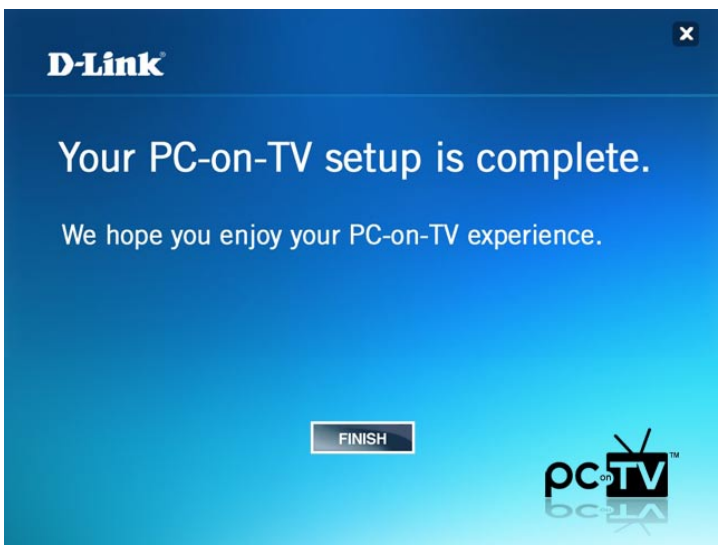 D-Link®
Your PC-on-TV setup is complete.
We hope you enjoy your PC-on-TV experience.
FINISH
pc on TV™